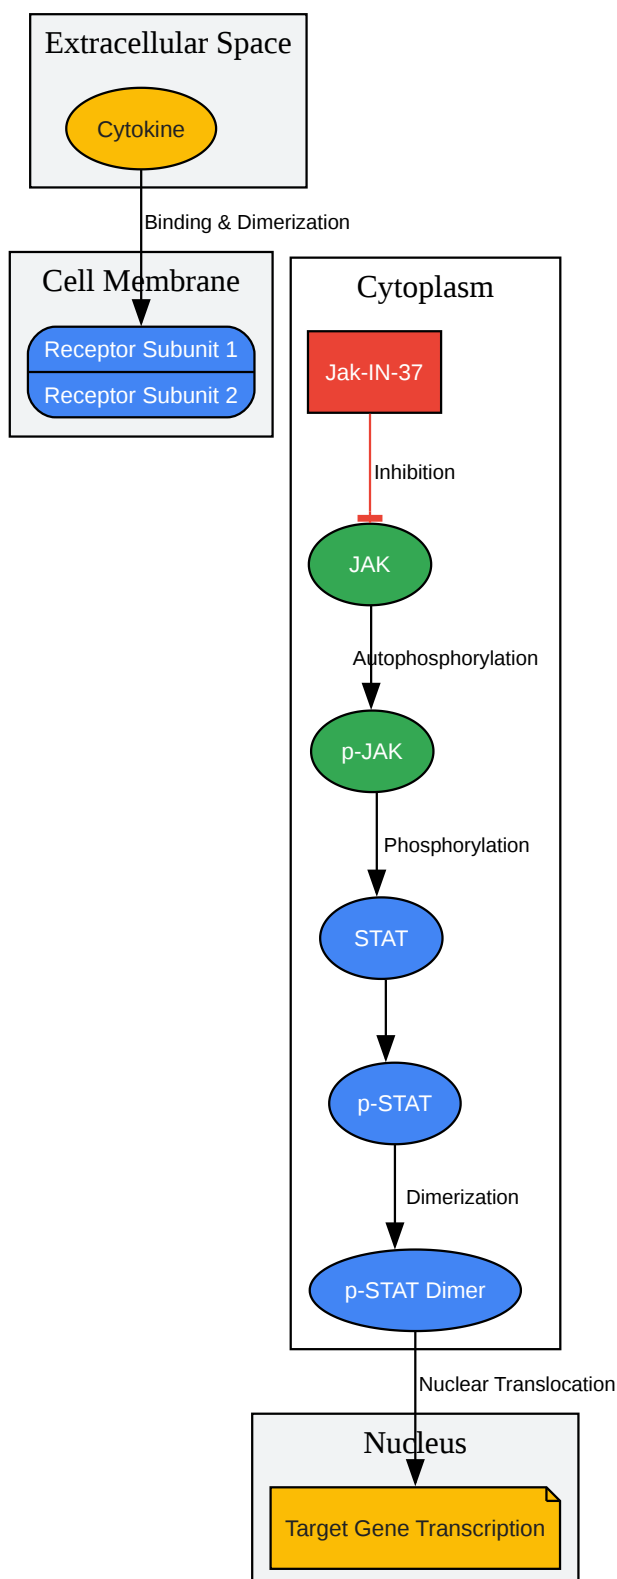 Extracellular Space
Cytokine
Binding & Dimerization
Cell Membrane
Receptor Subunit 1
Receptor Subunit 2
Cytoplasm
Jak-IN-37
Inhibition
JAK
Autophosphorylation
p-JAK
Phosphorylation
STAT
p-STAT
Dimerization
p-STAT Dimer
Nuclear Translocation
Nucleus
Target Gene Transcription